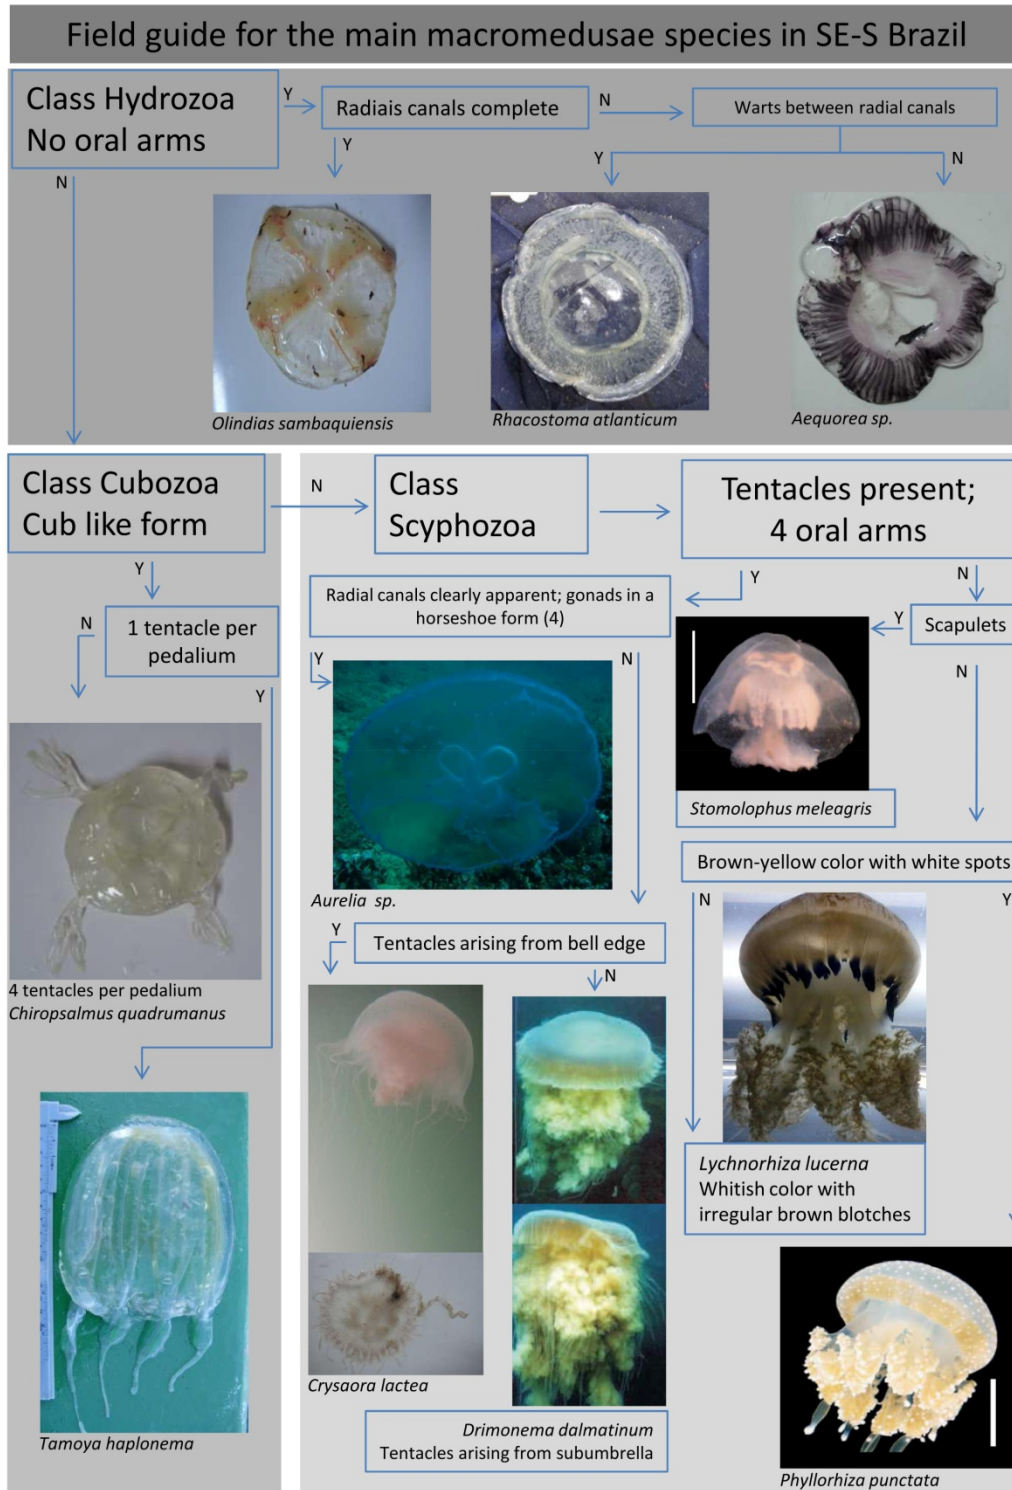 Field guide for the main macromedusae species in SE-S Brazil
Class Hydrozoa
No oral arms
Y
Radiais canals complete
N
Warts between radial canals
N
Y
Y
N
Olindias sambaquiensis
Rhacostoma atlanticum
Aequorea sp.
Class Cubozoa
Cub like form
N
Class
Scyphozoa
Tentacles present;
4 oral arms
Y
N
1 tentacle per
pedalium
Y
4 tentacles per pedalium
Chiropsalmus quadrumanus
Tamoya haplonema
Radial canals clearly apparent; gonads in a
horseshoe form (4)
Y
N
Y
Scapulets
Y
N
N
Aurelia sp.
Stomolophus meleagris
Brown-yellow color with white spots
Y
Tentacles arising from bell edge
N
N
Y
Crysaora lactea
Drimonema dalmatinum
Tentacles arising from subumbrella
Lychnorhiza lucerna
Whitish color with
irregular brown blotches
Phyllorhiza punctata